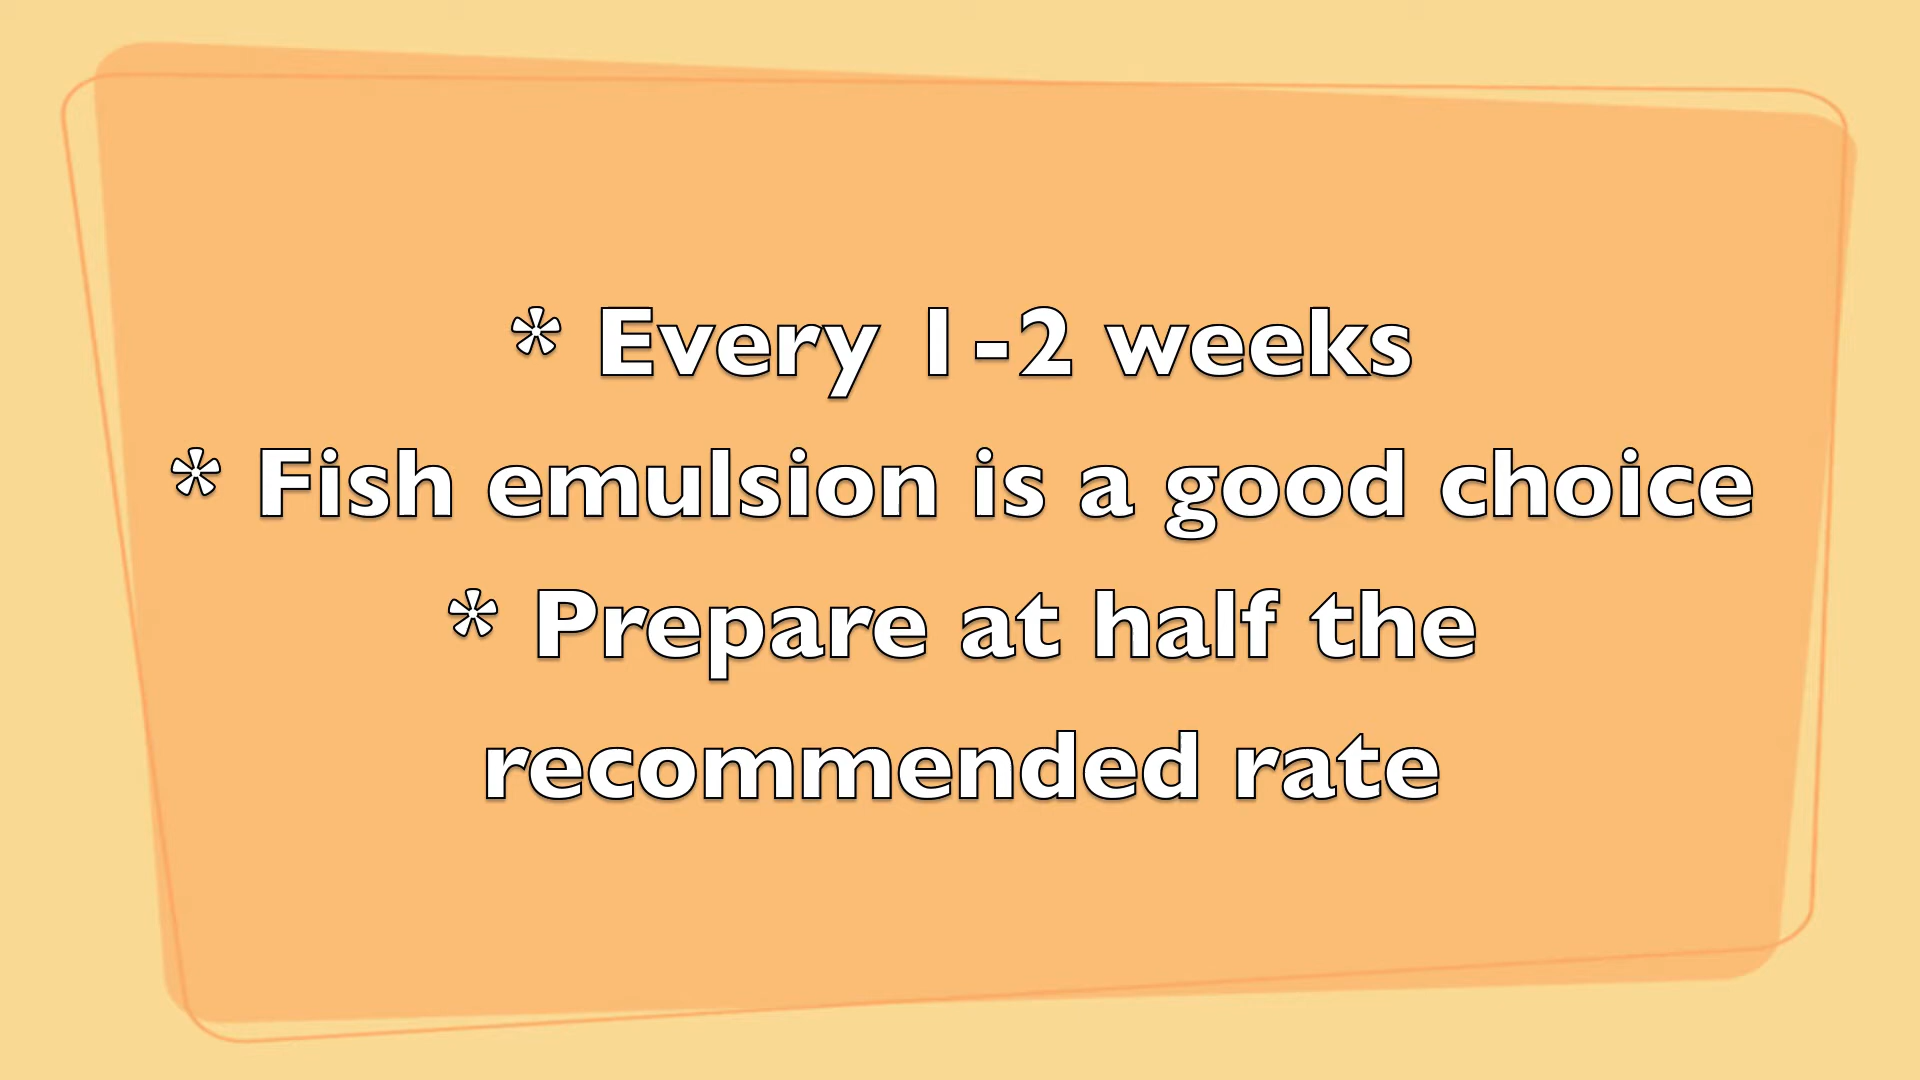 * Every 1-2 weeks
* Fish emulsion is a good choice
* Prepare at half the
recommended rate